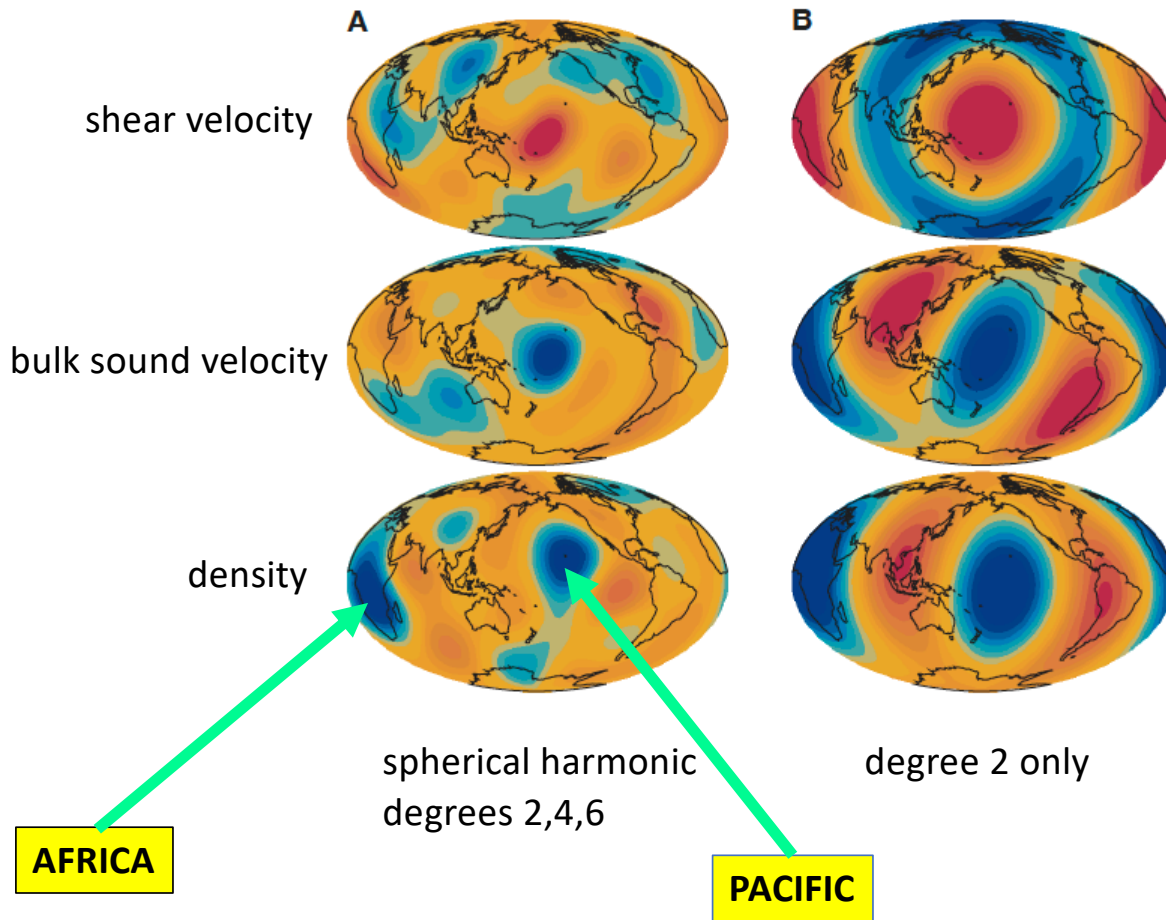 A
B
shear velocity
bulk sound velocity
density
spherical harmonic
degrees 2,4,6
degree 2 only
AFRICA
PACIFIC